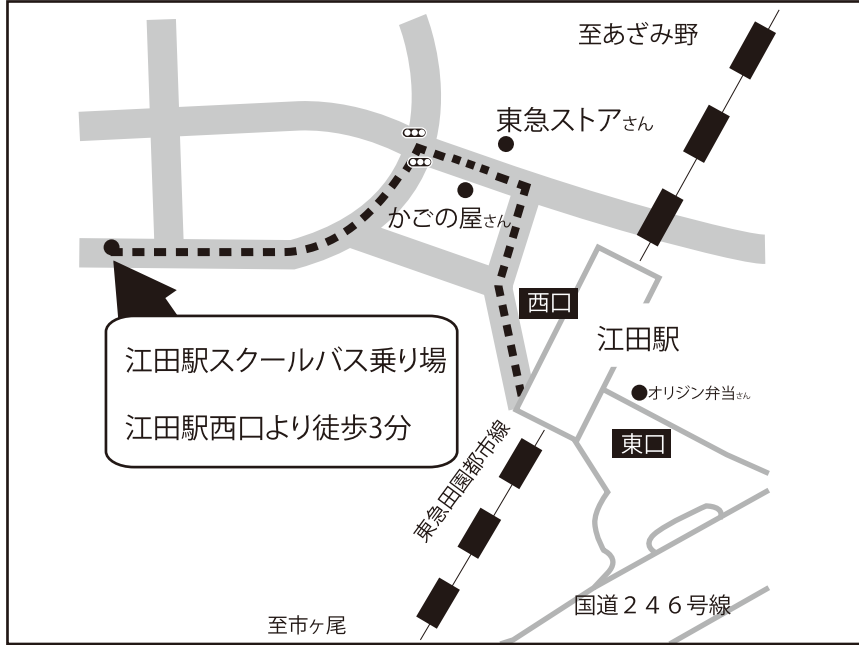 至あざみ野
東急ストアさん
かごの屋さん
西口
江田駅
江田駅スクールバス乗り場
江田駅西口より徒歩3分
オリジン弁当さん
東口
東急田園都市線
国道２４６号線
至市ヶ尾